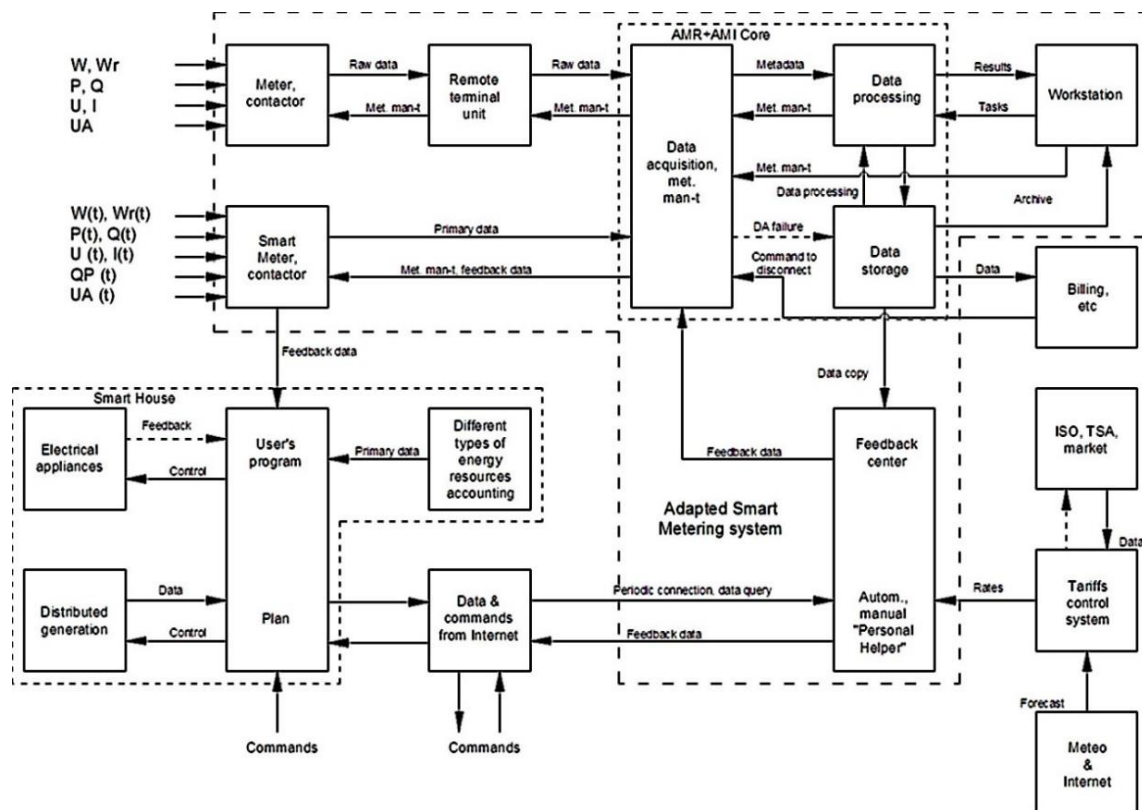 AMR+AMI Core
W, Wr
P, Q
U, I
UA
Meter,
contactor
Raw data
Met. man-t
Remote
terminal
unit
Raw data
Met. man-t
Data
acquisition,
met.
man-t
Metadata
Met. man-t
Data
processing
Results
Tasks
Workstation
Met. man-t
Data processing
Archive
W(t), Wr(t)
P(t), Q(t)
U (t), I(t)
QP (t)
UA (t)
Smart
Meter,
contactor
Primary data
Met. man-t, feedback data
DA failure
Command to
disconnect
Data
storage
Data
Billing,
etc
Feedback data
Data copy
Smart House
Electrical
appliances
Feedback
Control
User's
program
Primary data
Different
types of
energy
resources
accounting
Feedback data
Feedback
center
ISO, TSA,
market
Adapted Smart
Metering system
Data
Distributed
generation
Data
Control
Plan
Data &
commands
from Internet
Periodic connection, data query
Feedback data
Autom.,
manual
"Personal
Helper"
Rates
Tariffs
control
system
Forecast
Commands
Commands
Meteo
&
Internet